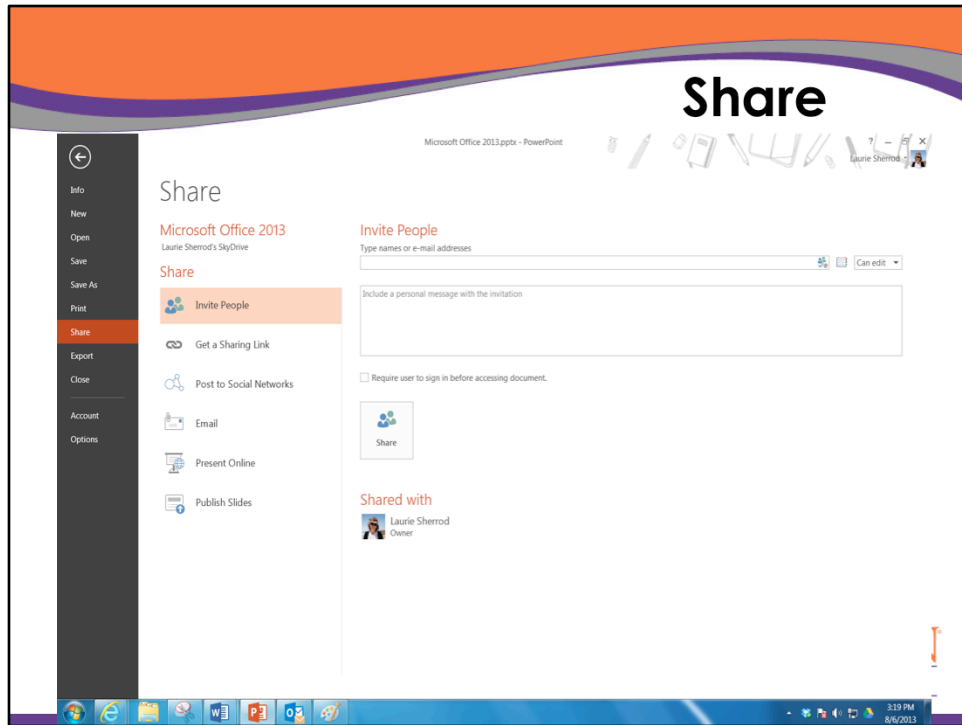 Share
Microsoft Office 2013.pptx - PowerPoint
? –
Laurie Sherrod
Info
New
Open
Save
Save As
Print
Share
Export
Close
Account
Options
Share
Microsoft Office 2013
Laurie Sherrod's SkyDrive
Share
Invite People
Get a Sharing Link
Post to Social Networks
Email
Present Online
Publish Slides
Invite People
Type names or e-mail addresses
Can edit
Include a personal message with the invitation
Require user to sign in before accessing document.
Share
Shared with
Laurie Sherrod
Owner
3:19 PM
8/6/2013